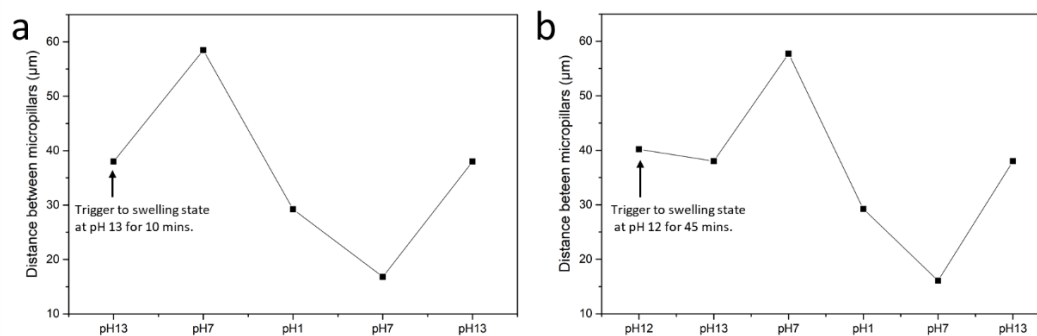 a
Distance between micropillars (µm)
60
50
40
30
20
10
Trigger to swelling state
at pH 13 for 10 mins.
pH13
pH7
pH1
pH7
pH13
b
Distance beteen micropillars (µm)
60
50
40
30
20
10
Trigger to swelling state
at pH 12 for 45 mins.
pH12
pH13
pH7
pH1
pH7
pH13